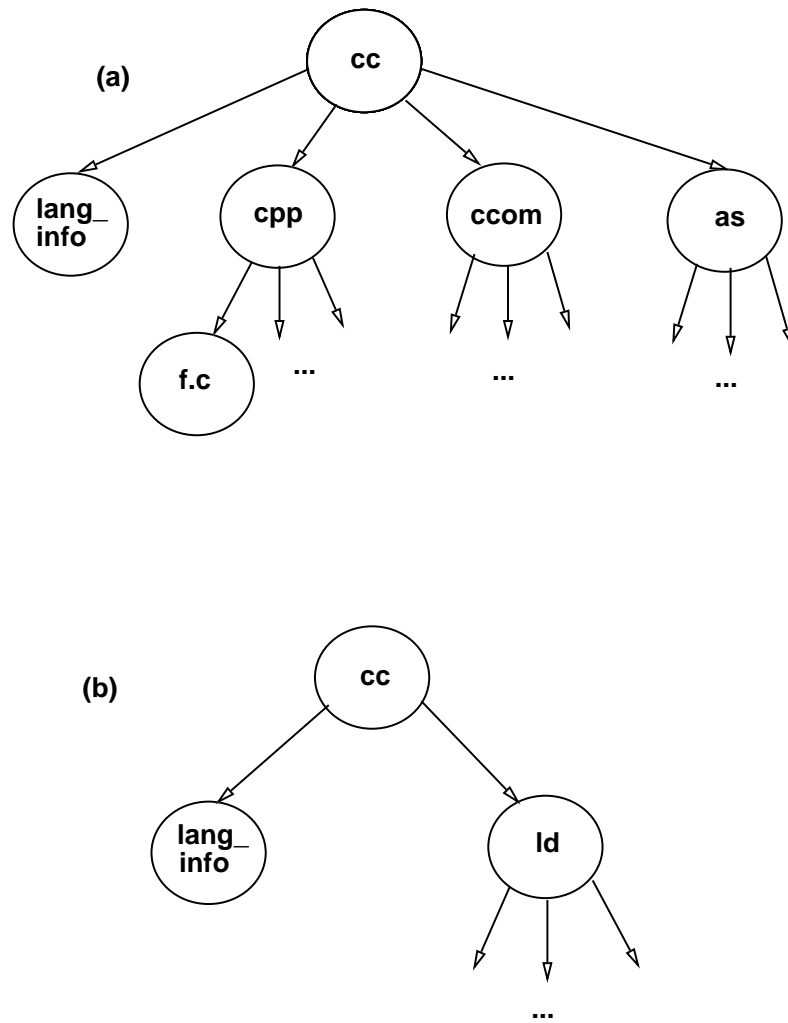 (a)
cc
lang_
info
cpp
ccom
as
f.c
...
...
...
(b)
cc
lang_
info
ld
...